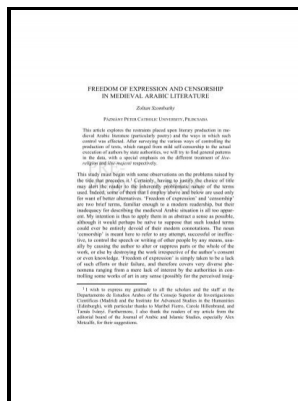 FREEDOM OF EXPRESSION AND CENSORSHIP
IN MEDIEVAL ARABIC LITERATURE
Zoltan Szombathy
PAZMANY PETER CATHOLIC UNIVERSITY, PILISCSABA
This article explores the restraints placed upon literary production in me-
dieval Arabic literature (particularly poetry) and the ways in which such
control was effected. After surveying the various ways of controlling the
production of texts, which ranged from mild self-censorship to the actual
execution of authors by state authorities, we will try to find general patterns
in the data, with a special emphasis on the different treatment of
religion and respectively.
This study must begin with some observations on the problems raised by
the title that precedes it.¹ Certainly, having to justify the choice of title
may alert the reader to the inherently problematic nature of the terms
used. Indeed, some of them that I employ above and below are used only
for want of better alternatives. 'Freedom of expression' and 'censorship'
are two brief terms, familiar enough to a modern readership, but their
inadequacy for describing the medieval Arabic situation is all too appar-
ent. My intention is thus to apply them in as abstract a sense as possible,
although it would perhaps be naive to suppose that such loaded terms
could ever be entirely devoid of their modern connotations. The noun
'censorship' is meant here to refer to any attempt, successful or ineffec-
tive, to control the speech or writing of other people by any means, usu-
ally by causing the author to alter or suppress parts or the whole of the
work, or else by destroying the work irrespective of the author's consent
or even knowledge. 'Freedom of expression' is simply taken to be a lack
of such efforts or their failure, and therefore covers very diverse phe-
nomena ranging from a mere lack of interest by the authorities in con-
trolling some works of art in any sense (possibly for the perceived insig-
¹ I wish to express my gratitude to all the scholars and the staff at the
Departamento de Estudios Árabes of the Consejo Superior de Investigaciones
Científicas (Madrid) and the Institute for Advanced Studies in the Humanities
(Edinburgh), with particular thanks to Maribel Fierro, Carole Hillenbrand, and
Tamás Iványi. Furthermore, I also thank the readers of my article from the
editorial board of the Journal of Arabic and Islamic Studies, especially Alex
Metcalfe, for their suggestions.